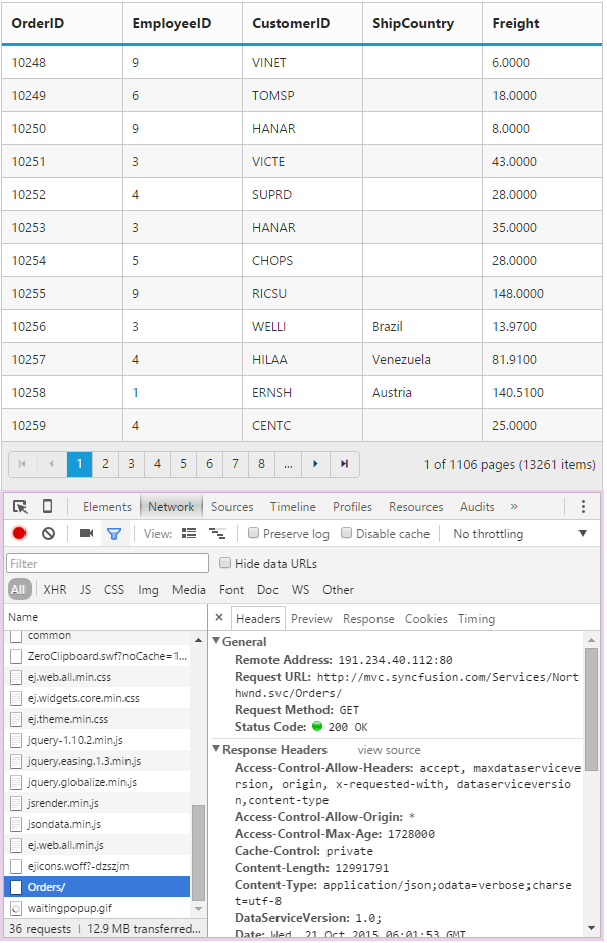 OrderID EmployeeID CustomerID ShipCountry Freight
10248 9 VINET 6.0000
10249 6 TOMSP 18.0000
10250 9 HANAR 8.0000
10251 3 VICTE 43.0000
10252 4 SUPRD 28.0000
10253 3 HANAR 35.0000
10254 5 CHOPS 28.0000
10255 9 RICSU 148.0000
10256 3 WELLI Brazil 13.9700
10257 4 HILAA Venezuela 81.9100
10258 1 ERNSH Austria 140.5100
10259 4 CENTC 25.0000
1 2 3 4 5 6 7 8 ... 1 of 1106 pages (13261 items)
Elements Network Sources Timeline Profiles Resources Audits »
View: Preserve log Disable cache No throttling
Filter Hide data URLs
All XHR JS CSS Img Media Font Doc WS Other
Name
common
ZeroClipboard.swf?noCache=1...
ej.web.all.min.css
ej.widgets.core.min.css
ej.theme.min.css
jquery-1.10.2.min.js
jquery.easing.1.3.min.js
jquery.globalize.min.js
jsrender.min.js
jsondata.min.js
ej.web.all.min.js
ejicons.woff?-dzszjm
Orders/
waitingpopup.gif
36 requests | 12.9 MB transferred...
× Headers Preview Response Cookies Timing
General
Remote Address: 191.234.40.112:80
Request URL: http://mvc.syncfusion.com/Services/Nort
hwnd.svc/Orders/
Request Method: GET
Status Code: 200 OK
Response Headers view source
Access-Control-Allow-Headers: accept, maxdataserviceve
rsion, origin, x-requested-with, dataserviceversio
n,content-type
Access-Control-Allow-Origin: *
Access-Control-Max-Age: 1728000
Cache-Control: private
Content-Length: 12991791
Content-Type: application/json;odata=verbose;charse
t=utf-8
DataServiceVersion: 1.0;
Date: Wed, 21 Oct 2015 06:01:53 GMT